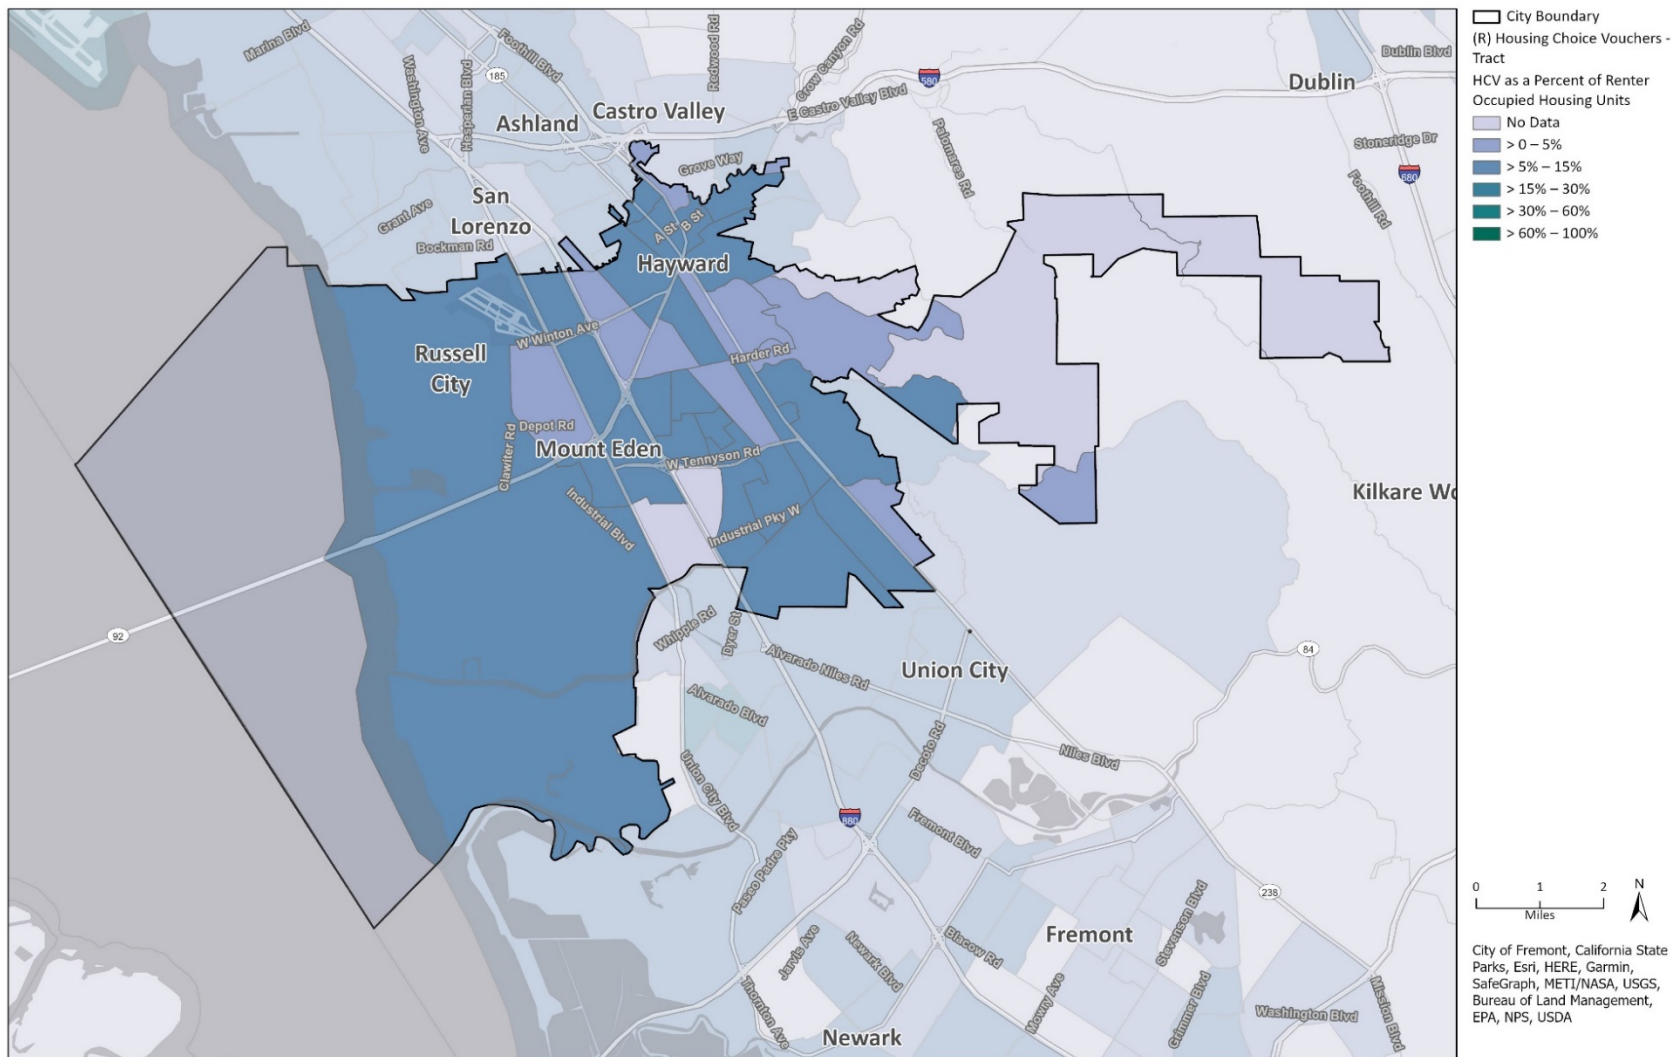 Marina Blvd
Washington Ave
Hesperian Blvd
185
Foothill Blvd
Redwood Rd
Crow Canyon Rd
580
E Castro Valley Blvd
Dublin
Dublin Blvd
Stoneridge Dr
680
Foothill Rd
Castro Valley
Ashland
Grove Way
Palomares Rd
San
Lorenzo
Grant Ave
Bockman Rd
A St
B St
Hayward
W Winton Ave
Russell
City
Harder Rd
Depot Rd
Clawiter Rd
Mount Eden
W Tennyson Rd
Kilkare Wo
Industrial Blvd
Industrial Pky W
92
Whipple Rd
Dyer St
Alvarado Niles Rd
Union City
84
Alvarado Blvd
Decoto Rd
Niles Blvd
Union City Blvd
880
Fremont Blvd
Paseo Padre Pky
238
Stevenson Blvd
Fremont
Blacow Rd
Jarvis Ave
Newark Blvd
Thornton Ave
Mowry Ave
Grimmer Blvd
Washington Blvd
Mission Blvd
Newark
City Boundary
(R) Housing Choice Vouchers -
Tract
HCV as a Percent of Renter
Occupied Housing Units
No Data
> 0 – 5%
> 5% – 15%
> 15% – 30%
> 30% – 60%
> 60% – 100%
0 1 2
Miles
N
City of Fremont, California State
Parks, Esri, HERE, Garmin,
SafeGraph, METI/NASA, USGS,
Bureau of Land Management,
EPA, NPS, USDA